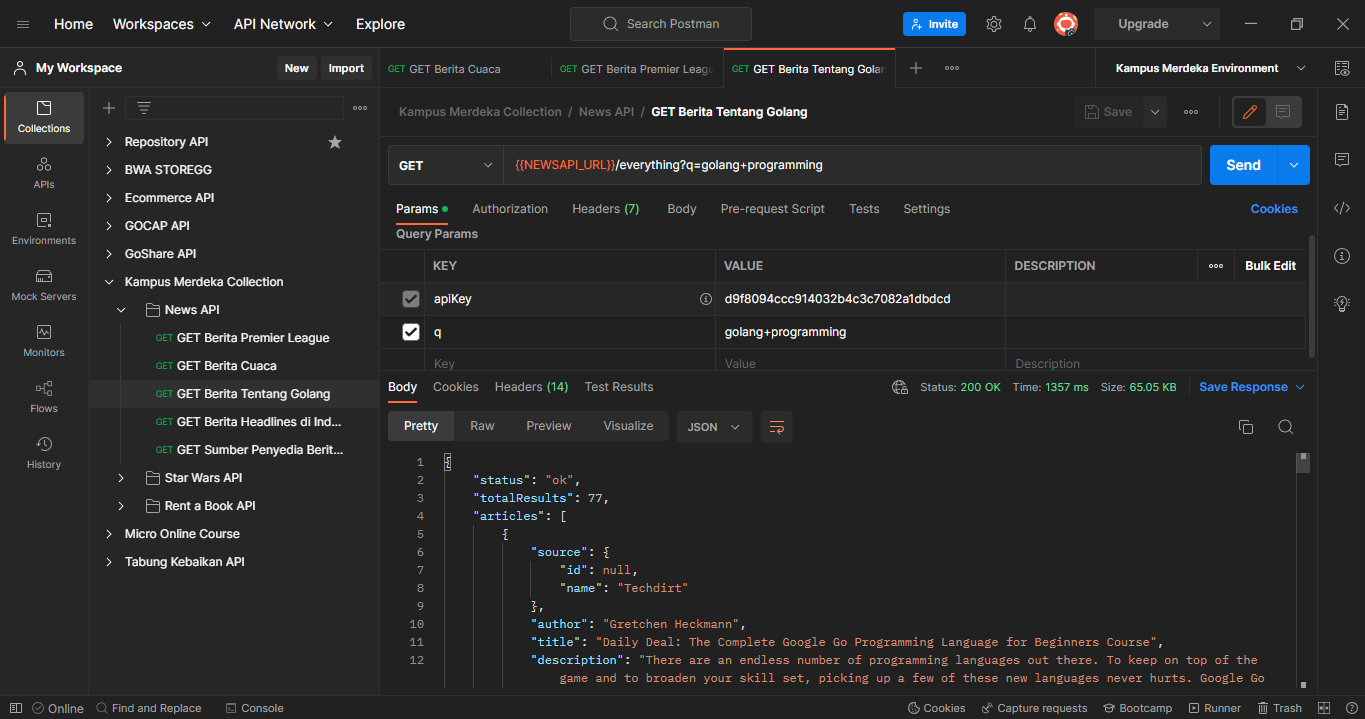 Home Workspaces API Network Explore Search Postman Invite Upgrade
My Workspace New Import GET GET Berita Cuaca GET GET Berita Premier Leagu GET GET Berita Tentang Golan Kampus Merdeka Environment
Collections
APIs
Environments
Mock Servers
Monitors
Flows
History
Repository API
BWA STOREGG
Ecommerce API
GOCAP API
GoShare API
Kampus Merdeka Collection
News API
GET GET Berita Premier League
GET GET Berita Cuaca
GET GET Berita Tentang Golang
GET GET Berita Headlines di Ind...
GET GET Sumber Penyedia Berit...
Star Wars API
Rent a Book API
Micro Online Course
Tabung Kebaikan API
Kampus Merdeka Collection / News API / GET Berita Tentang Golang Save
GET {{NEWSAPI_URL}}/everything?q=golang+programming Send
Params Authorization Headers (7) Body Pre-request Script Tests Settings Cookies
Query Params
KEY VALUE DESCRIPTION Bulk Edit
apiKey d9f8094ccc914032b4c3c7082a1dbdcd
q golang+programming
Key Value Description
Body Cookies Headers (14) Test Results Status: 200 OK Time: 1357 ms Size: 65.05 KB Save Response
Pretty Raw Preview Visualize JSON
1 {
2 "status": "ok",
3 "totalResults": 77,
4 "articles": [
5 {
6 "source": {
7 "id": null,
8 "name": "Techdirt"
9 },
10 "author": "Gretchen Heckmann",
11 "title": "Daily Deal: The Complete Google Go Programming Language for Beginners Course",
12 "description": "There are an endless number of programming languages out there. To keep on top of the
game and to broaden your skill set, picking up a few of these new languages never hurts. Google Go
Online Find and Replace Console Cookies Capture requests Bootcamp Runner Trash